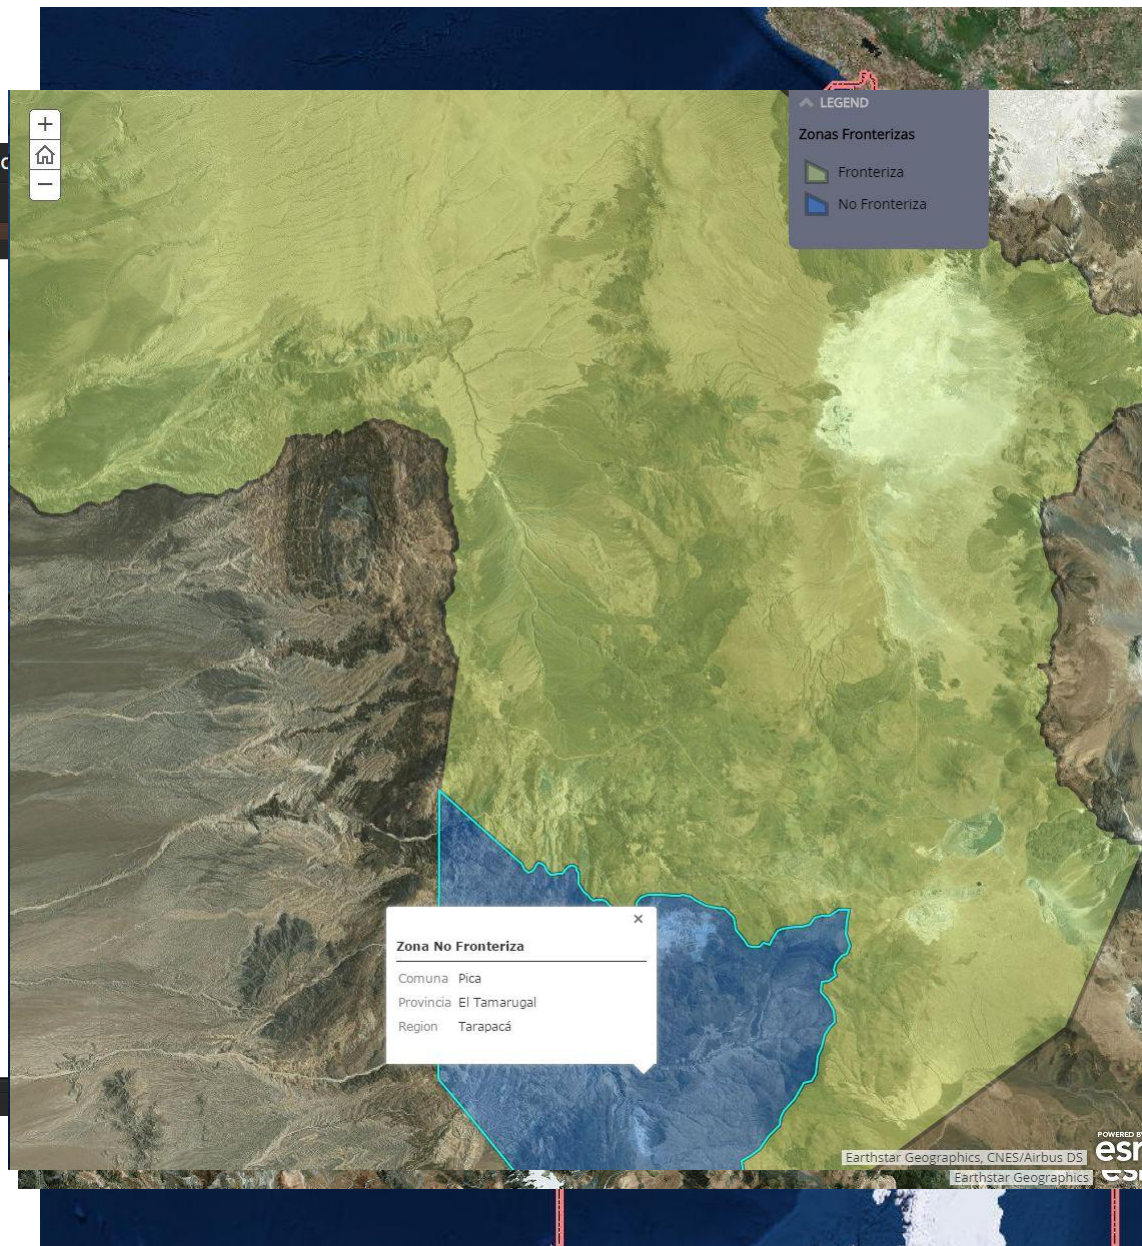 LEGEND
Zonas Fronterizas
Fronteriza
No Fronteriza
Zona No Fronteriza
Comuna Pica
Provincia El Tamarugal
Region Tarapacá
Earthstar Geographics, CNES/Airbus DS
POWERED BY
Earthstar Geographics